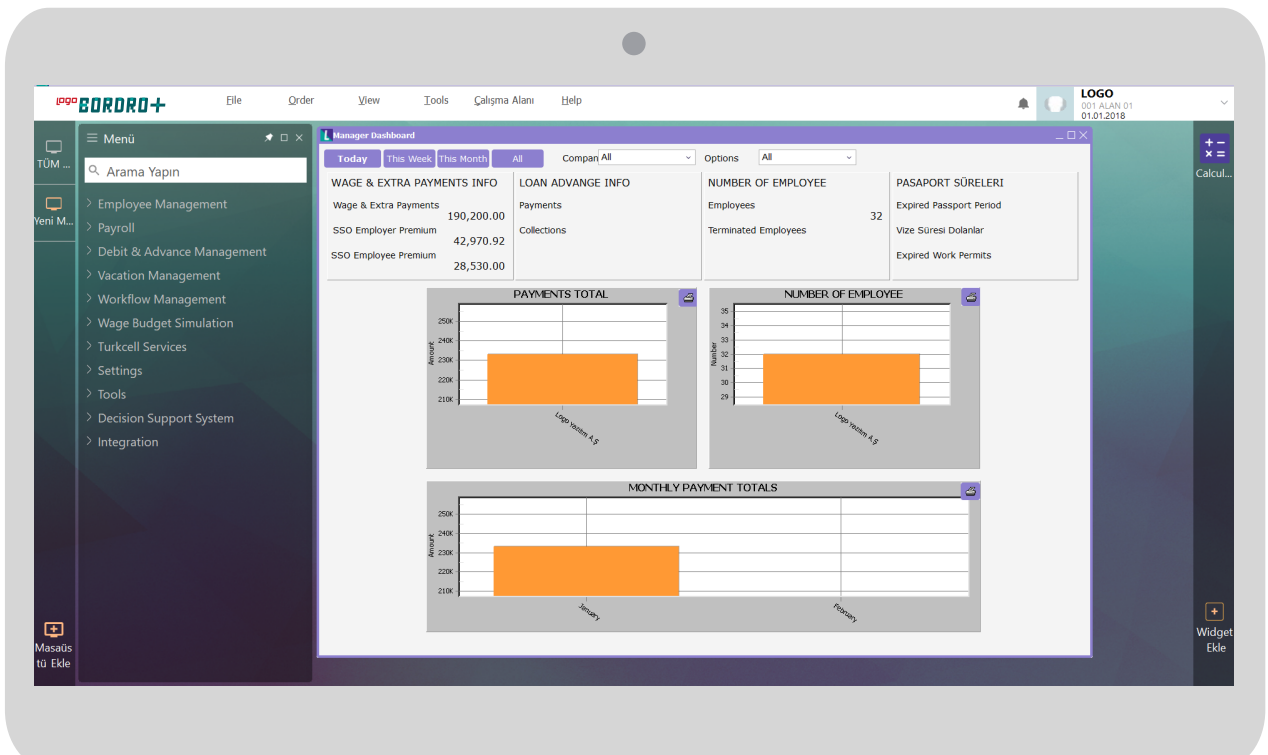 LOGO BORDRO+
File Order View Tools Çalışma Alanı Help
LOGO
001 ALAN 01
01.01.2018
TÜM ...
Yeni M...
Masaüs
tü Ekle
Menü
Arama Yapın
Employee Management
Payroll
Debit & Advance Management
Vacation Management
Workflow Management
Wage Budget Simulation
Turkcell Services
Settings
Tools
Decision Support System
Integration
Manager Dashboard
Today This Week This Month All Compan All Options All
WAGE & EXTRA PAYMENTS INFO
Wage & Extra Payments
190,200.00
SSO Employer Premium
42,970.92
SSO Employee Premium
28,530.00
LOAN ADVANGE INFO
Payments
Collections
NUMBER OF EMPLOYEE
Employees
32
Terminated Employees
PASAPORT SÜRELERI
Expired Passport Period
Vize Süresi Dolanlar
Expired Work Permits
PAYMENTS TOTAL
Amount
250K
240K
230K
220K
210K
Logo Yazılım A.Ş
NUMBER OF EMPLOYEE
Number
35
34
33
32
31
30
29
Logo Yazılım A.Ş
MONTHLY PAYMENT TOTALS
Amount
250K
240K
230K
220K
210K
January
February
Calcul...
Widget
Ekle